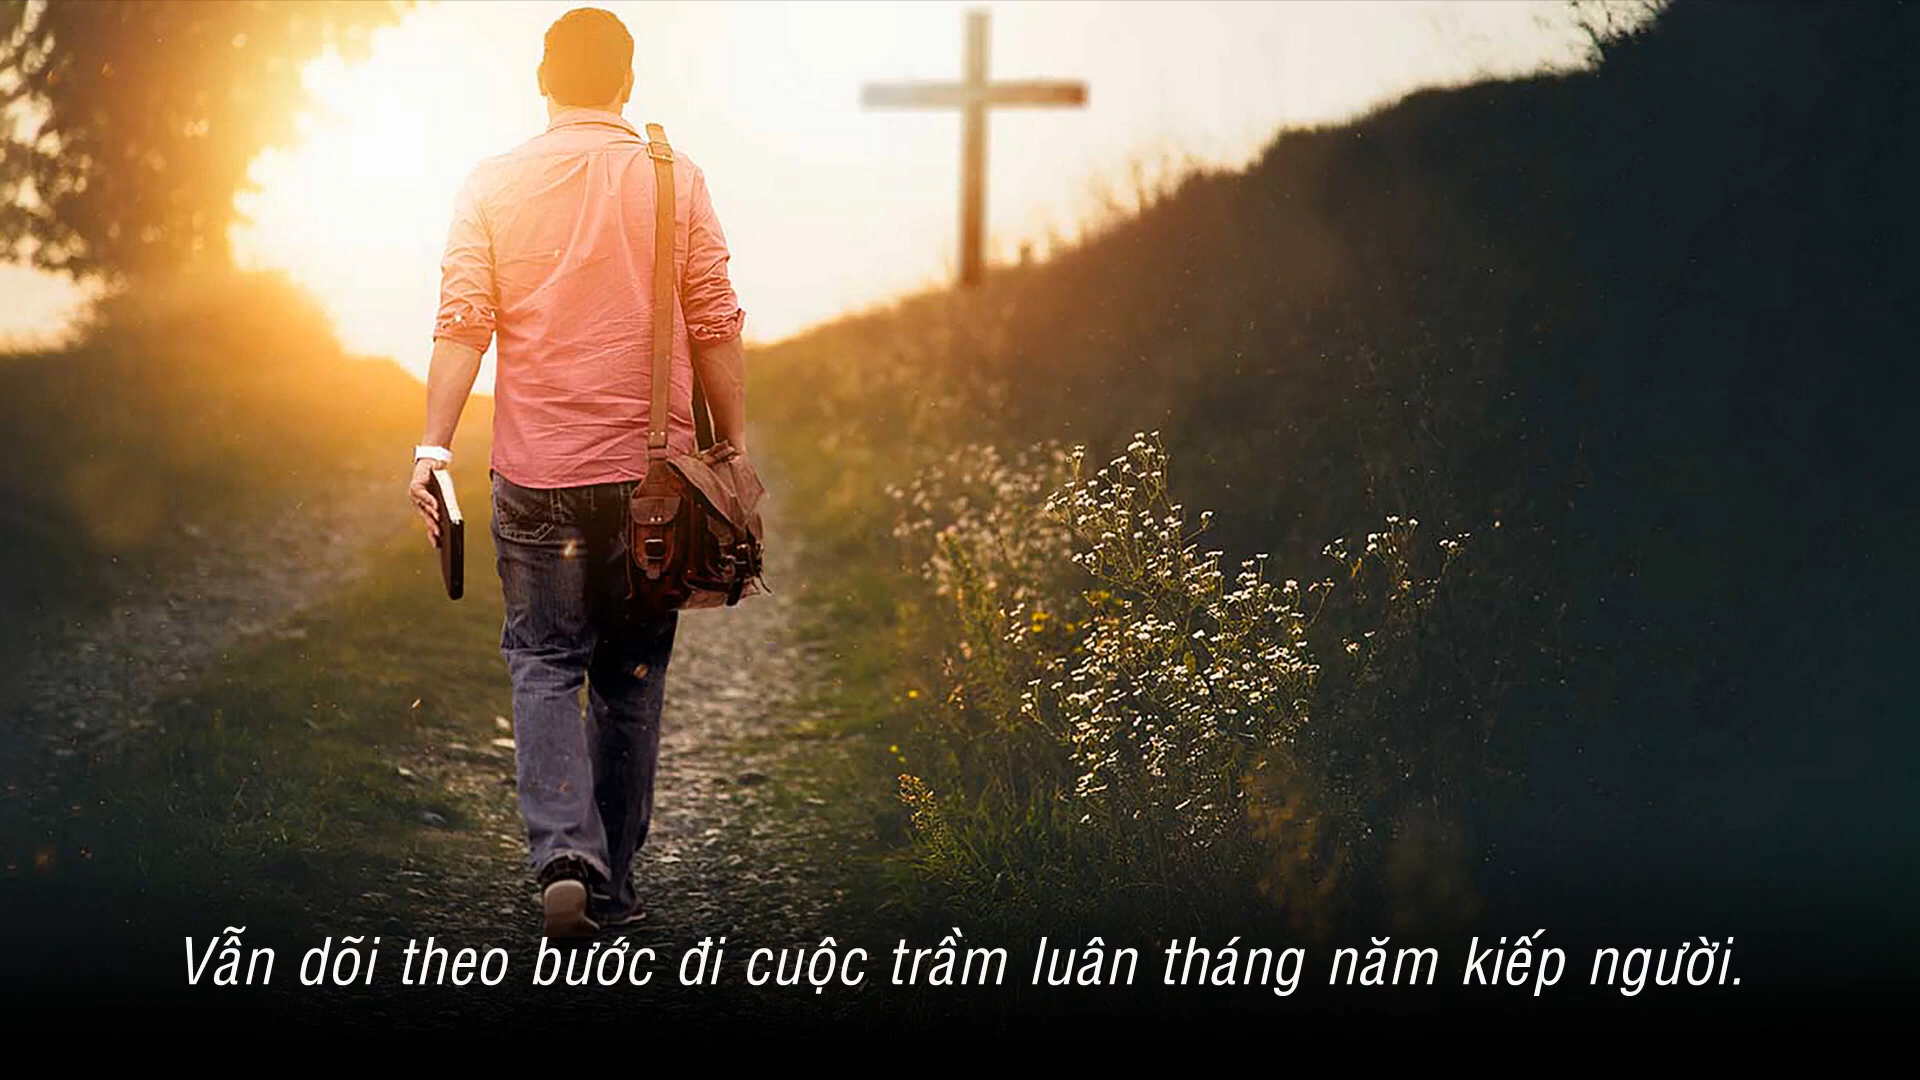 Vẫn dõi theo bước đi cuộc trầm luân tháng năm kiếp người.